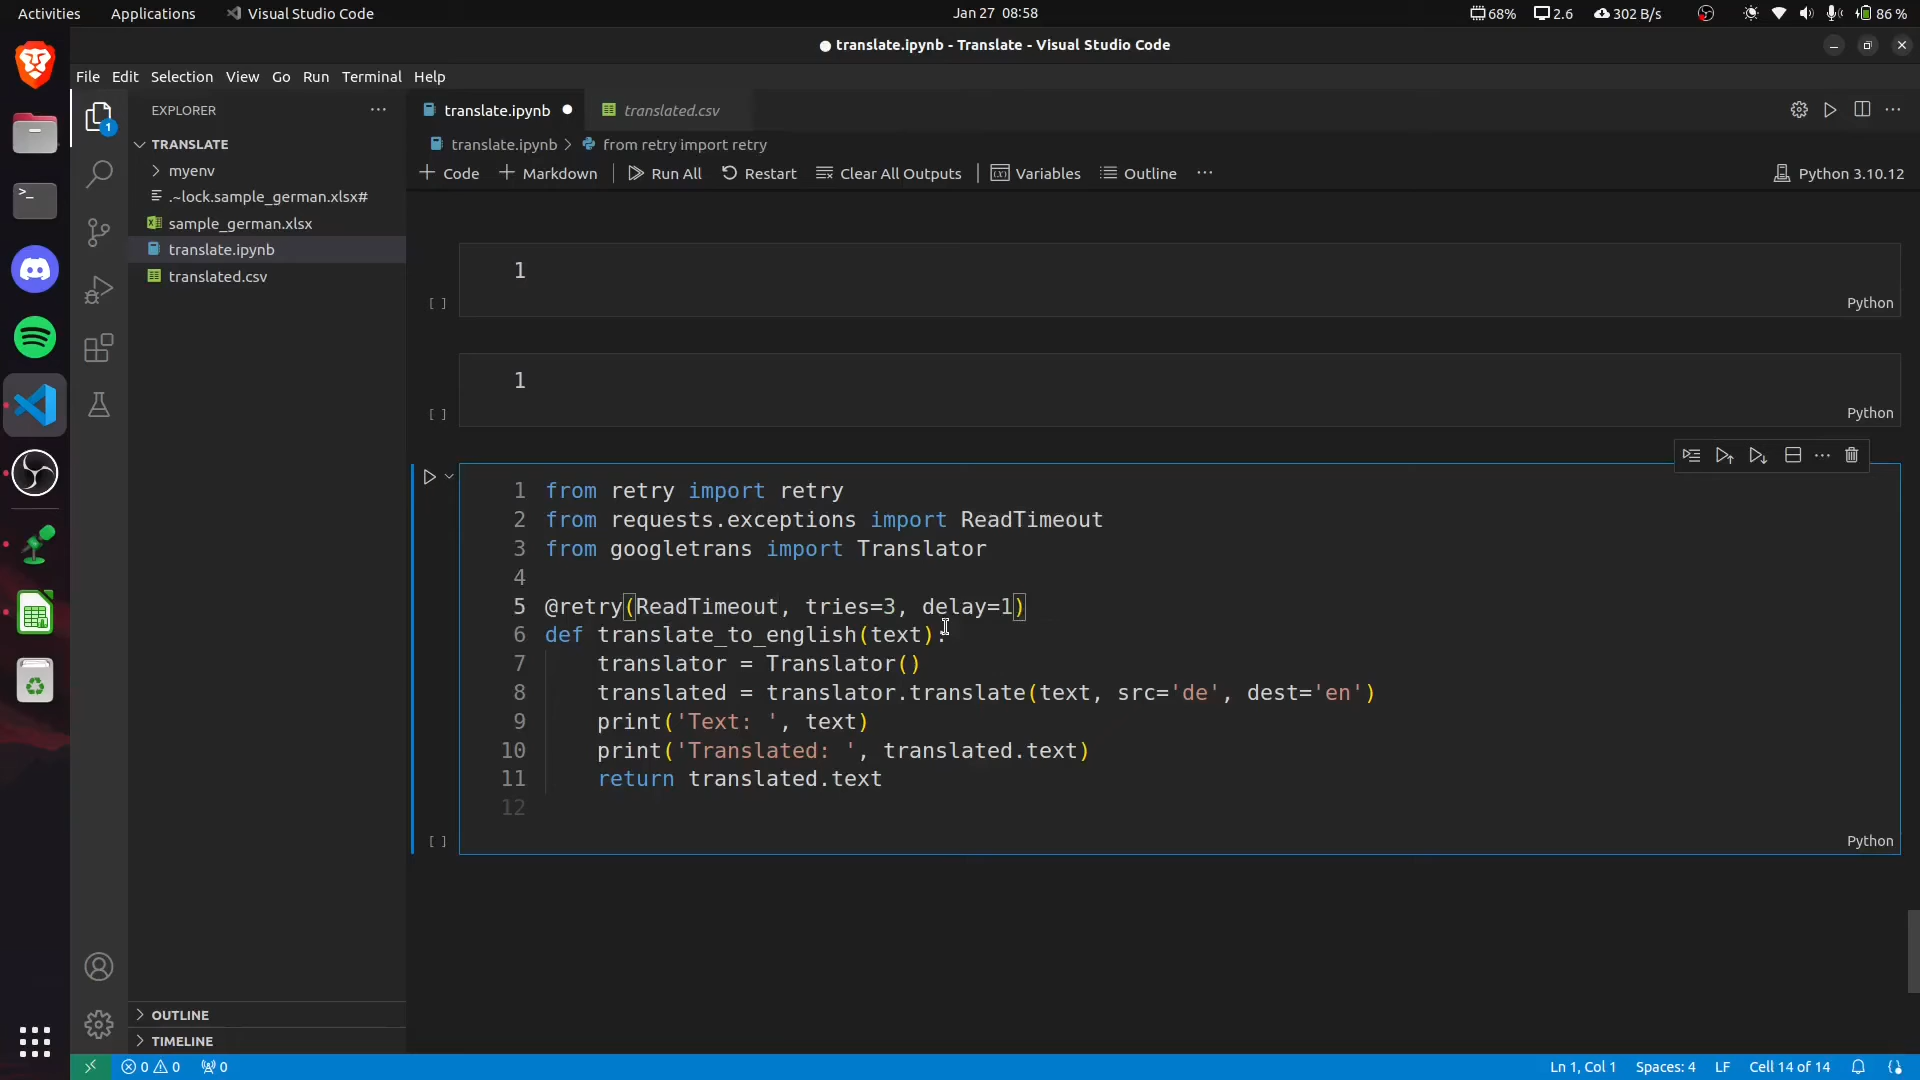 Activities Applications Visual Studio Code Jan 27 08:58 68% 2.6 302 B/s 86 %
translate.ipynb - Translate - Visual Studio Code
File Edit Selection View Go Run Terminal Help
EXPLORER translate.ipynb translated.csv
1
TRANSLATE translate.ipynb > from retry import retry
myenv + Code + Markdown Run All Restart Clear All Outputs Variables Outline Python 3.10.12
.~lock.sample_german.xlsx#
sample_german.xlsx
translate.ipynb
translated.csv
1
[ ] Python
1
[ ] Python
1 from retry import retry
2 from requests.exceptions import ReadTimeout
3 from googletrans import Translator
4
5 @retry(ReadTimeout, tries=3, delay=1)
6 def translate_to_english(text):
7 translator = Translator()
8 translated = translator.translate(text, src='de', dest='en')
9 print('Text: ', text)
10 print('Translated: ', translated.text)
11 return translated.text
12
[ ] Python
OUTLINE
TIMELINE
0 0 0 Ln 1, Col 1 Spaces: 4 LF Cell 14 of 14